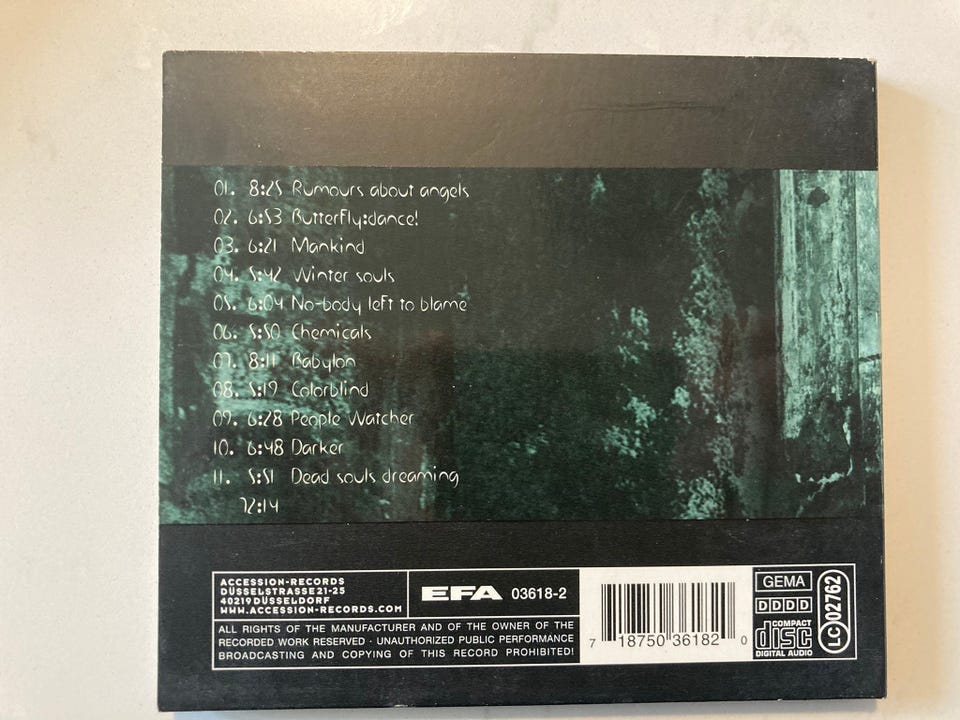 01. 8:25 Rumours about angels
02. 6:53 ButterFly:dance!
03. 6:21 Mankind
04. 5:42 Winter souls
05. 6:04 No-body left to blame
06. 5:50 Chemicals
07. 8:11 Babylon
08. 5:19 Colorblind
09. 6:28 People Watcher
10. 6:48 Darker
11. 5:51 Dead souls dreaming
72:14
ACCESSION-RECORDS
DÜSSELSTRASSE 21-25
40219 DÜSSELDORF
WWW.ACCESSION-RECORDS.COM
EFA 03618-2
ALL RIGHTS OF THE MANUFACTURER AND OF THE OWNER OF THE
RECORDED WORK RESERVED · UNAUTHORIZED PUBLIC PERFORMANCE
BROADCASTING AND COPYING OF THIS RECORD PROHIBITED!
7 18750 36182 0
GEMA
DDDD
COMPACT
disc
DIGITAL AUDIO
LC 02762